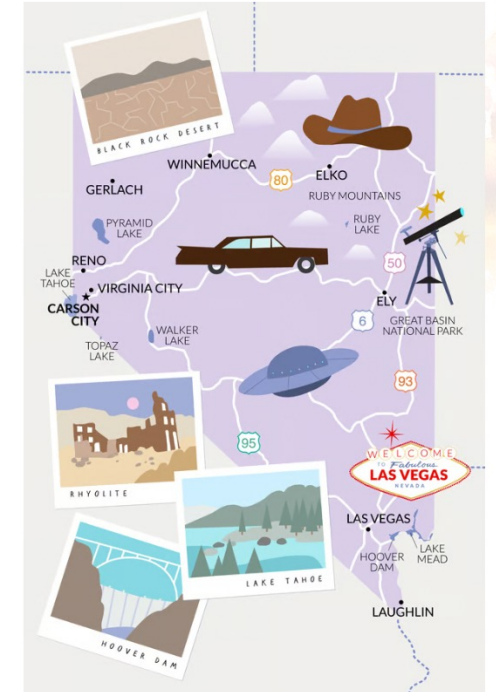 BLACK ROCK DESERT
WINNEMUCCA
80
ELKO
GERLACH
RUBY MOUNTAINS
PYRAMID
LAKE
RUBY
LAKE
RENO
50
LAKE
TAHOE
VIRGINIA CITY
ELY
CARSON
CITY
6
GREAT BASIN
NATIONAL PARK
WALKER
LAKE
TOPAZ
LAKE
93
95
RHYOLITE
WELCOME
TO Fabulous
LAS VEGAS
NEVADA
LAS VEGAS
HOOVER
DAM
LAKE
MEAD
LAKE TAHOE
LAUGHLIN
HOOVER DAM